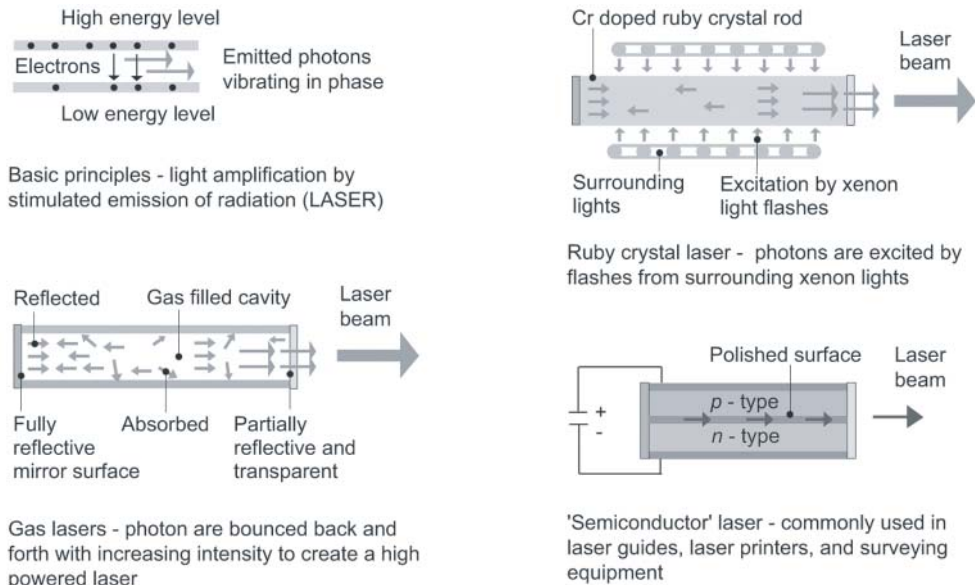 High energy level
Electrons
Emitted photons
vibrating in phase
Low energy level
Basic principles - light amplification by
stimulated emission of radiation (LASER)
Cr doped ruby crystal rod
Laser
beam
Surrounding
lights
Excitation by xenon
light flashes
Ruby crystal laser -  photons are excited by
flashes from surrounding xenon lights
Reflected
Gas filled cavity
Laser
beam
Fully
reflective
mirror surface
Absorbed
Partially
reflective and
transparent
Gas lasers - photon are bounced back and
forth with increasing intensity to create a high
powered laser
Polished surface
Laser
beam
+
-
p - type
n - type
'Semiconductor' laser - commonly used in
laser guides, laser printers, and surveying
equipment